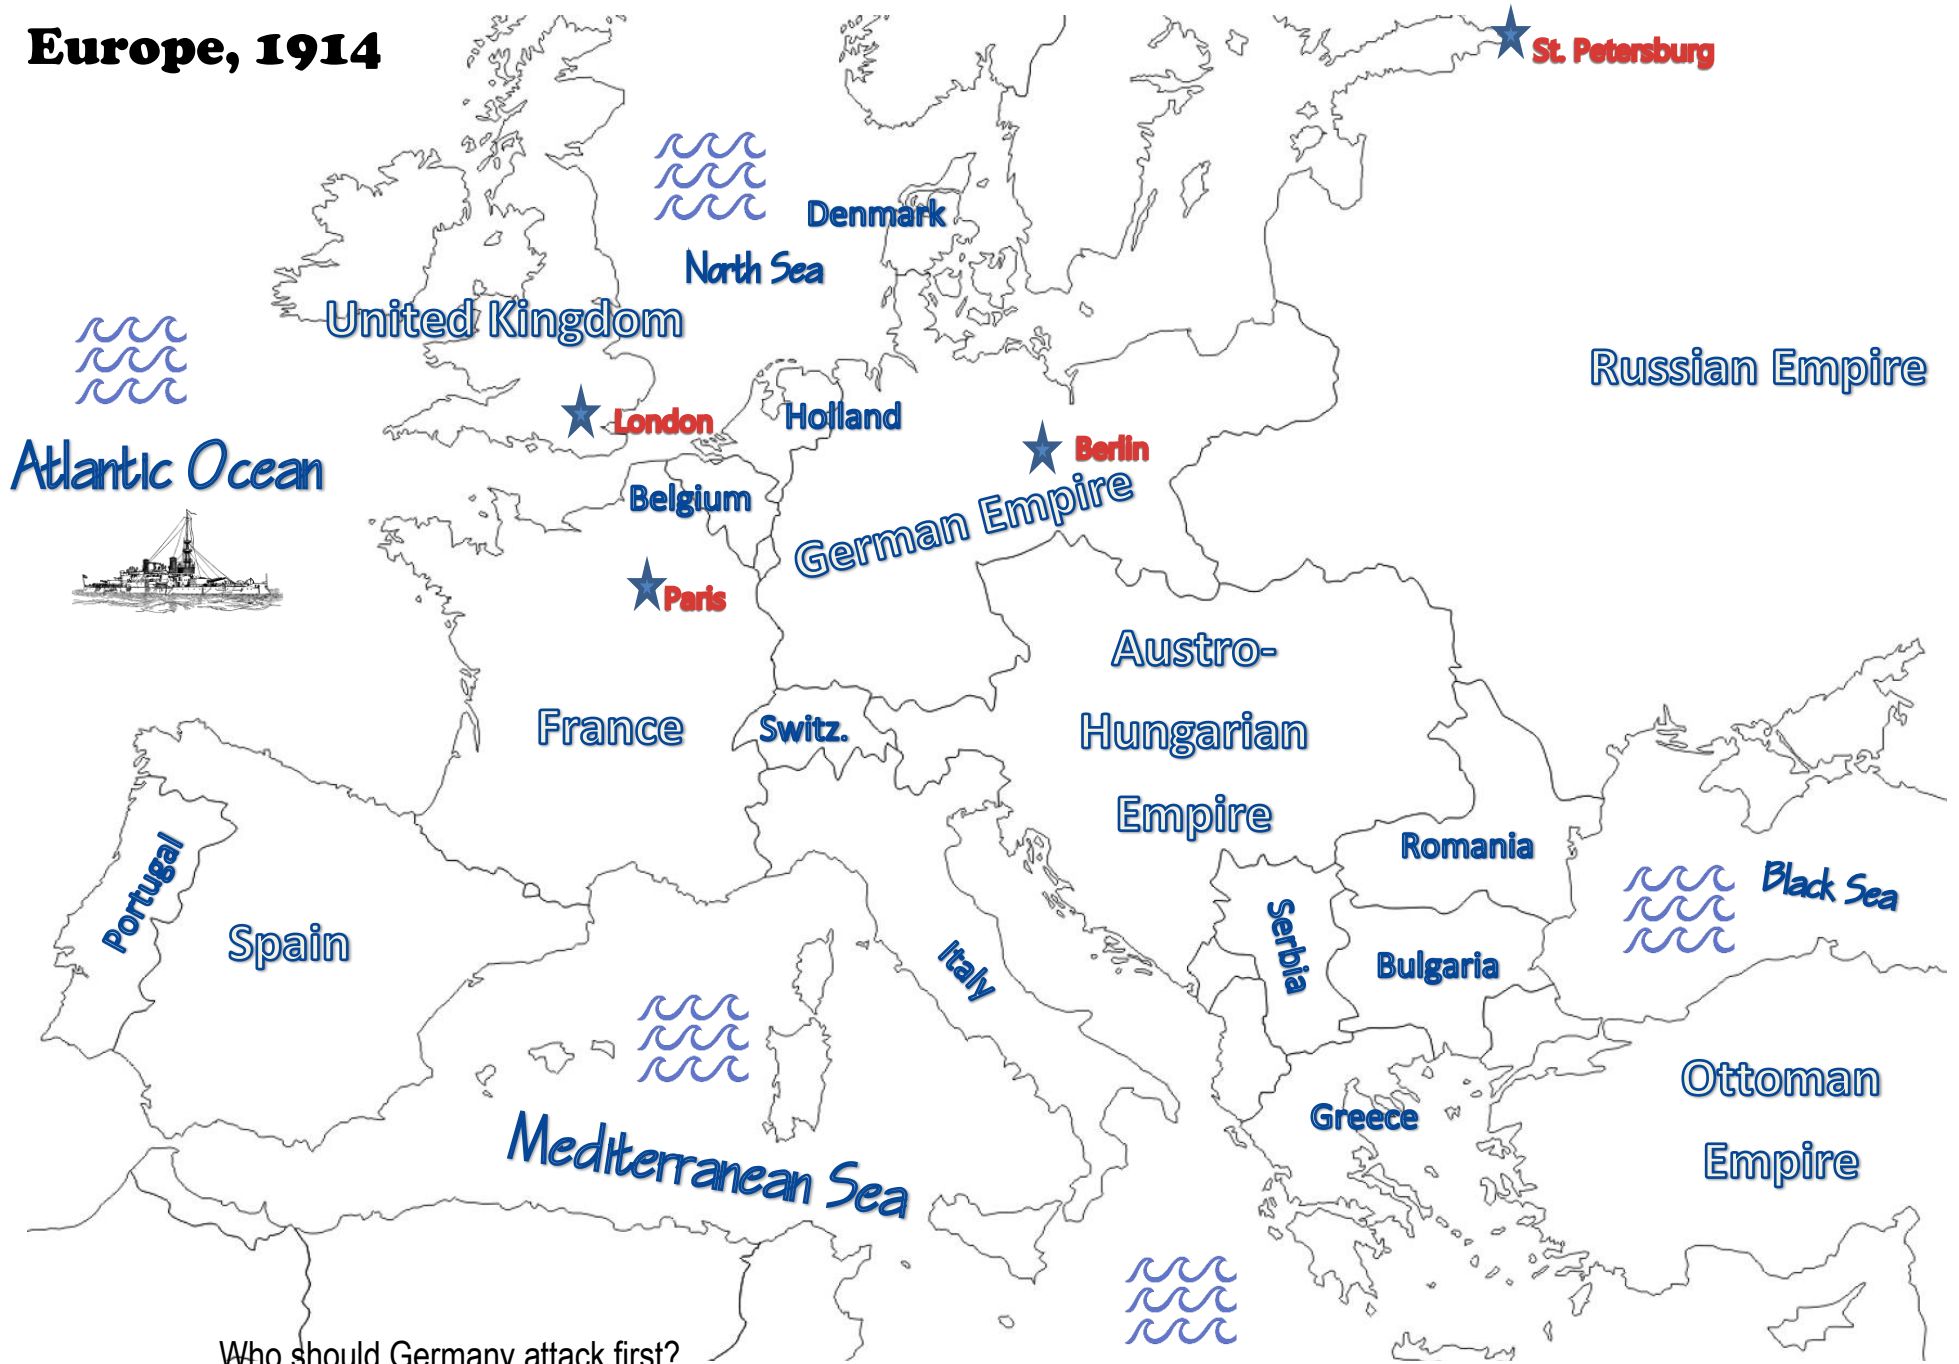 Europe, 1914
St. Petersburg
Denmark
North Sea
United Kingdom
Russian Empire
London
Holland
Berlin
Atlantic Ocean
Belgium
German Empire
Paris
Austro-
Hungarian
Empire
France
Switz.
Romania
Black Sea
Portugal
Spain
Italy
Serbia
Bulgaria
Ottoman
Empire
Greece
Mediterranean Sea
Who should Germany attack first?